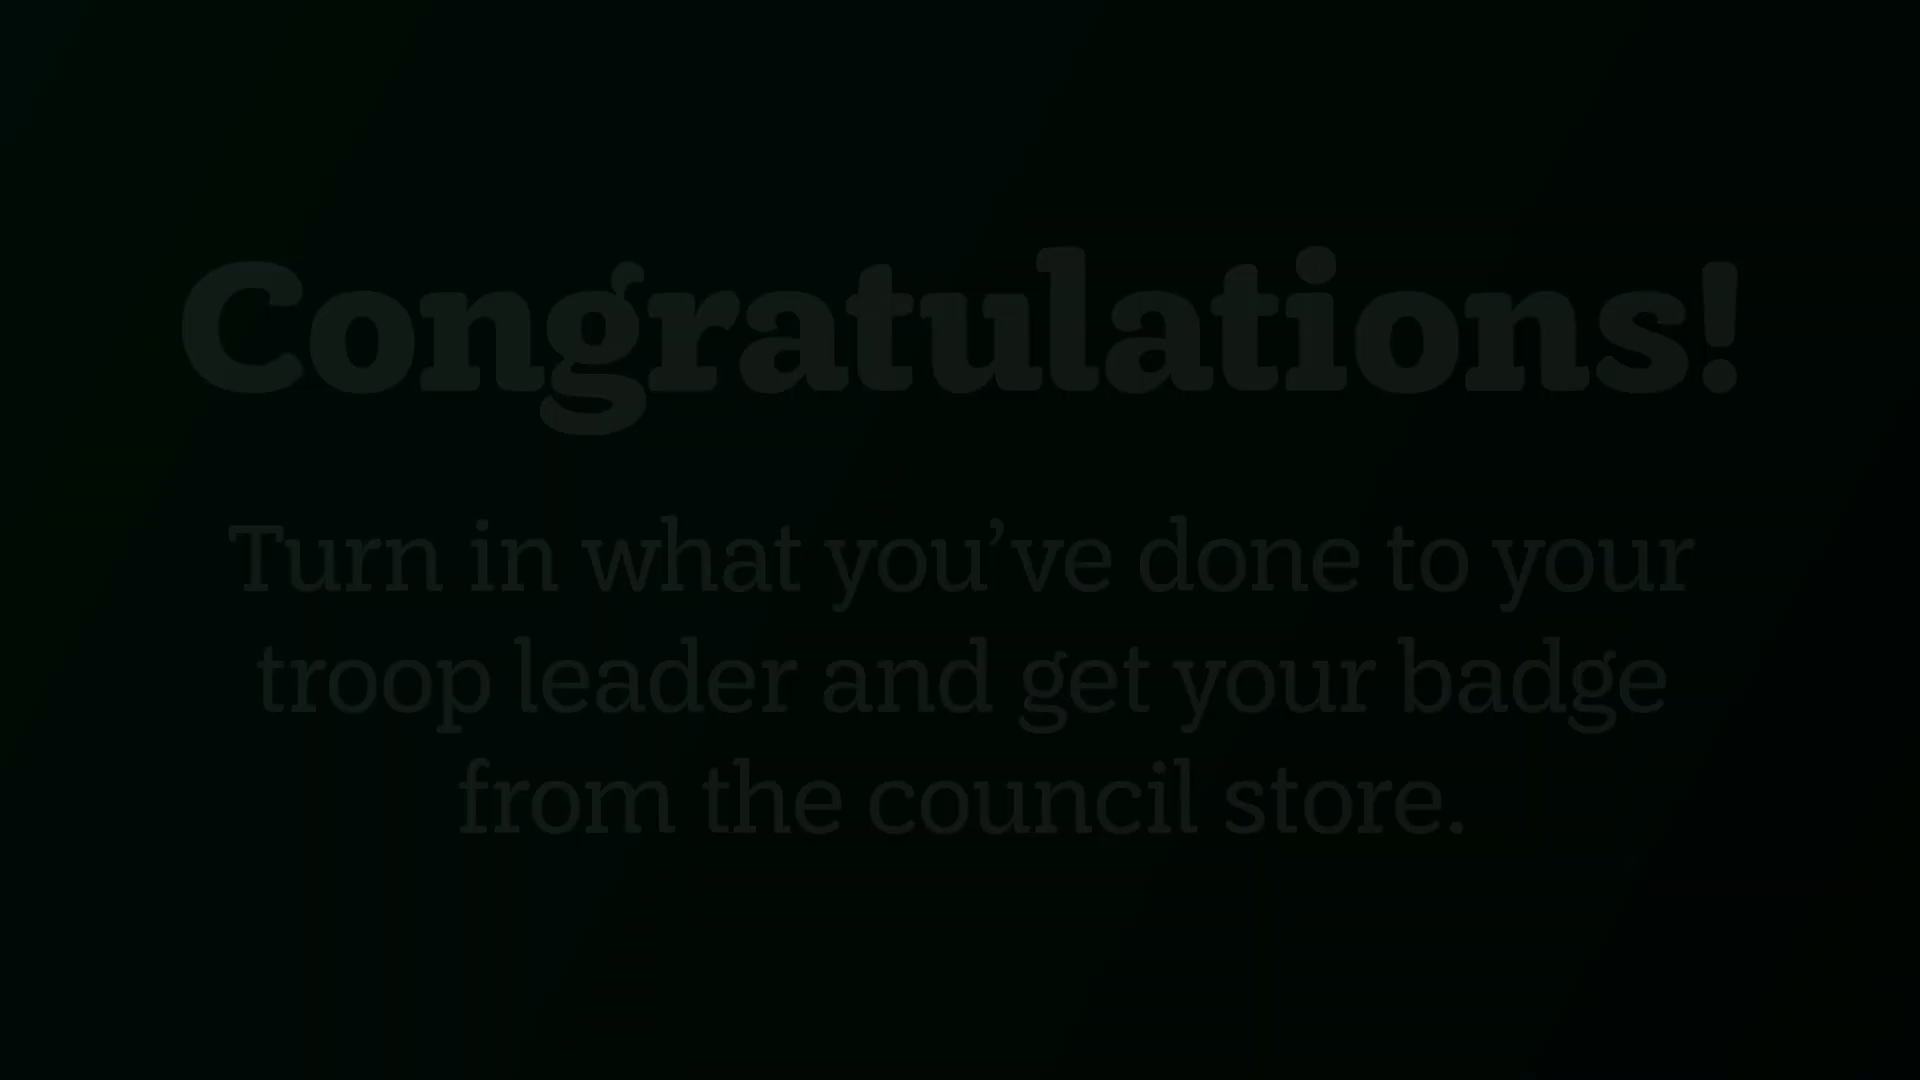 Congratulations!
Turn in what you’ve done to your
troop leader and get your badge
from the council store.